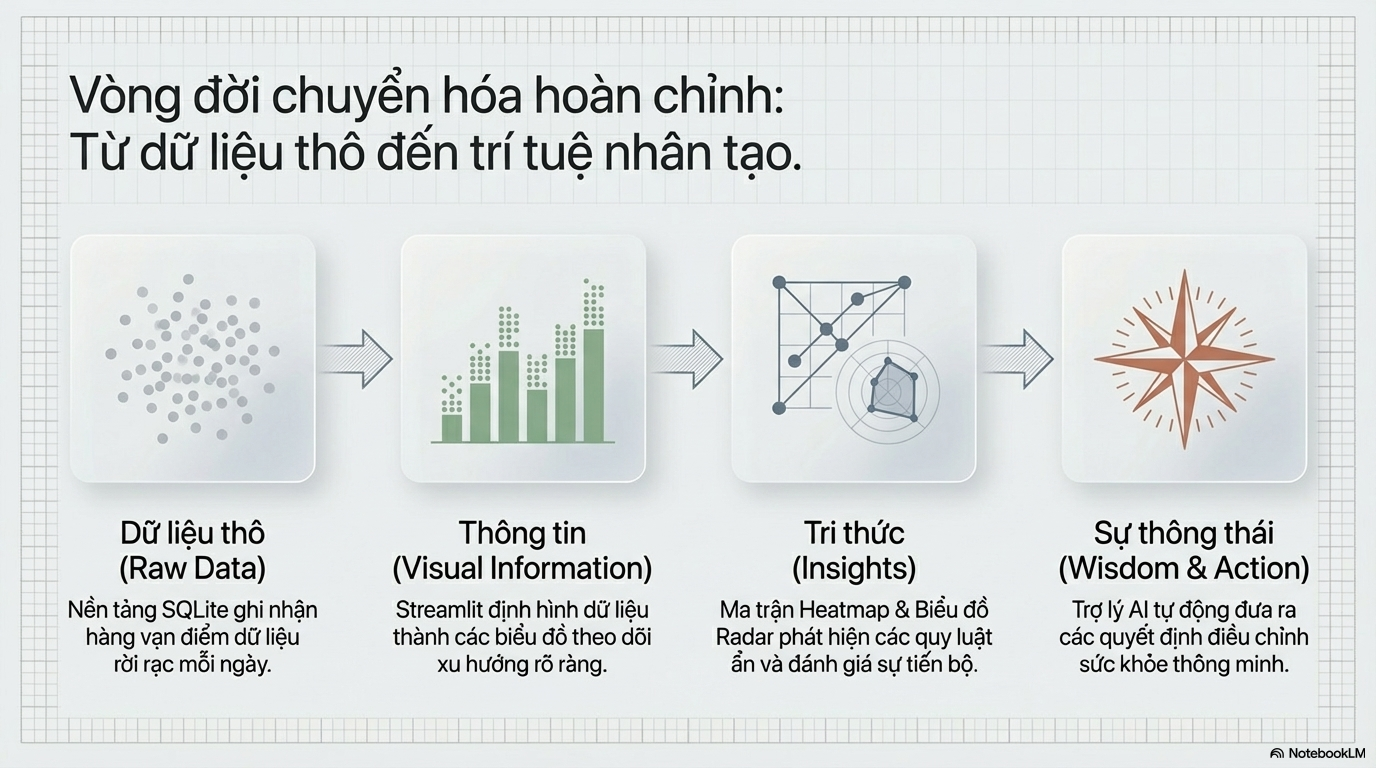 Vòng đời chuyển hóa hoàn chỉnh:
Từ dữ liệu thô đến trí tuệ nhân tạo.
Dữ liệu thô
(Raw Data)
Nền tảng SQLite ghi nhận
hàng vạn điểm dữ liệu
rời rạc mỗi ngày.
Thông tin
(Visual Information)
Streamlit định hình dữ liệu
thành các biểu đồ theo dõi
xu hướng rõ ràng.
Tri thức
(Insights)
Ma trận Heatmap & Biểu đồ
Radar phát hiện các quy luật
ẩn và đánh giá sự tiến bộ.
Sự thông thái
(Wisdom & Action)
Trợ lý AI tự động đưa ra
các quyết định điều chỉnh
sức khỏe thông minh.
NotebookLM